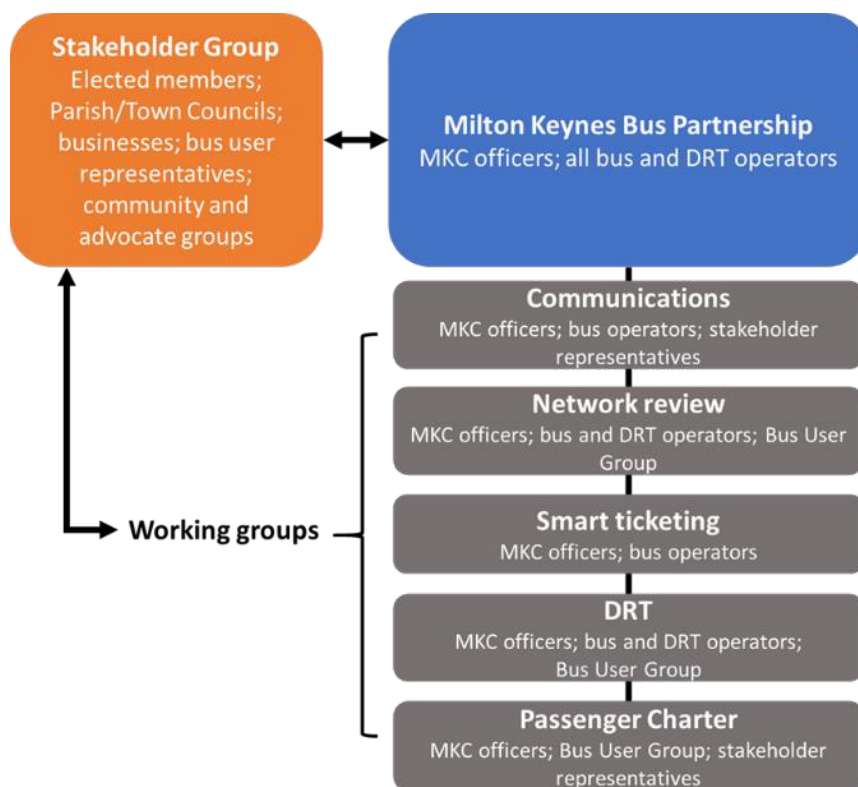 Stakeholder Group
Elected members;
Parish/Town Councils;
businesses; bus user
representatives;
community and
advocate groups
Milton Keynes Bus Partnership
MKC officers; all bus and DRT operators
Communications
MKC officers; bus operators; stakeholder
representatives
Network review
MKC officers; bus and DRT operators; Bus User
Group
Smart ticketing
MKC officers; bus operators
DRT
MKC officers; bus and DRT operators;
Bus User Group
Passenger Charter
MKC officers; Bus User Group; stakeholder
representatives
Working groups